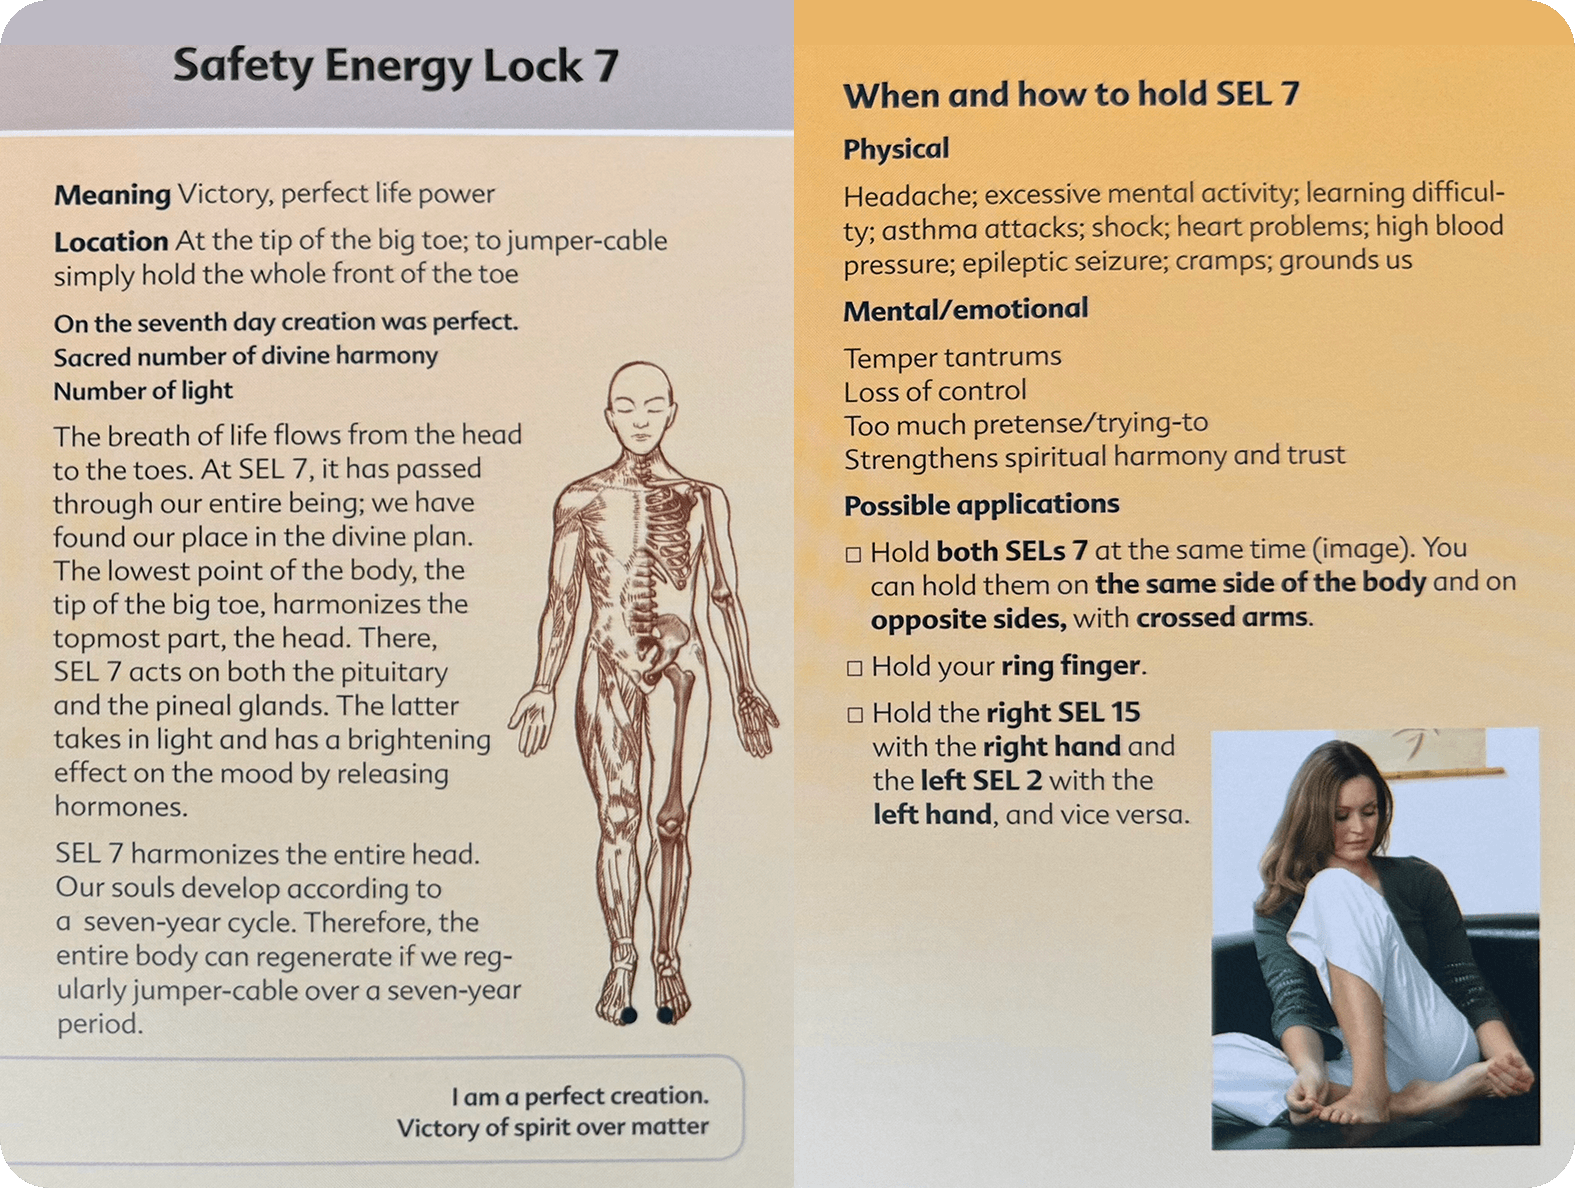 Safety Energy Lock 7
Meaning Victory, perfect life power
Location At the tip of the big toe; to jumper-cable
simply hold the whole front of the toe
On the seventh day creation was perfect.
Sacred number of divine harmony
Number of light
The breath of life flows from the head
to the toes. At SEL 7, it has passed
through our entire being; we have
found our place in the divine plan.
The lowest point of the body, the
tip of the big toe, harmonizes the
topmost part, the head. There,
SEL 7 acts on both the pituitary
and the pineal glands. The latter
takes in light and has a brightening
effect on the mood by releasing
hormones.
SEL 7 harmonizes the entire head.
Our souls develop according to
a seven-year cycle. Therefore, the
entire body can regenerate if we reg-
ularly jumper-cable over a seven-year
period.
I am a perfect creation.
Victory of spirit over matter
When and how to hold SEL 7
Physical
Headache; excessive mental activity; learning difficul-
ty; asthma attacks; shock; heart problems; high blood
pressure; epileptic seizure; cramps; grounds us
Mental/emotional
Temper tantrums
Loss of control
Too much pretense/trying-to
Strengthens spiritual harmony and trust
Possible applications
□ Hold both SELs 7 at the same time (image). You
can hold them on the same side of the body and on
opposite sides, with crossed arms.
□ Hold your ring finger.
□ Hold the right SEL 15
with the right hand and
the left SEL 2 with the
left hand, and vice versa.